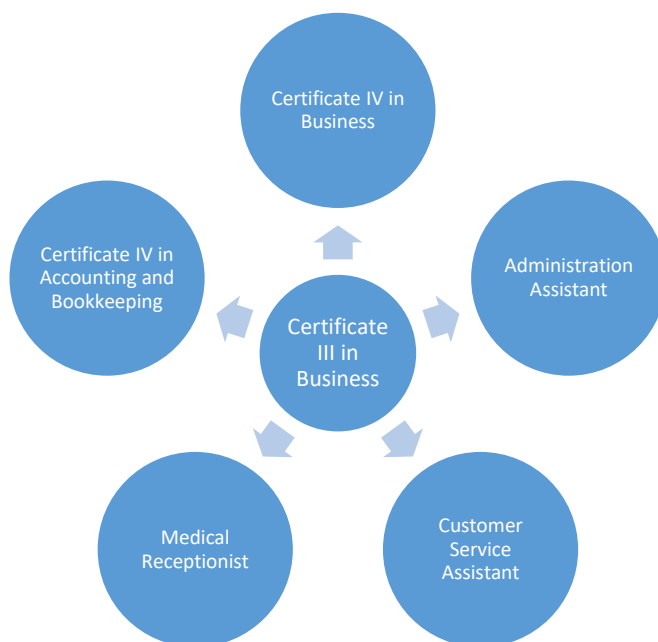 Certificate IV in
Business
Certificate IV in
Accounting and
Bookkeeping
Administration
Assistant
Certificate
III in
Business
Medical
Receptionist
Customer
Service
Assistant